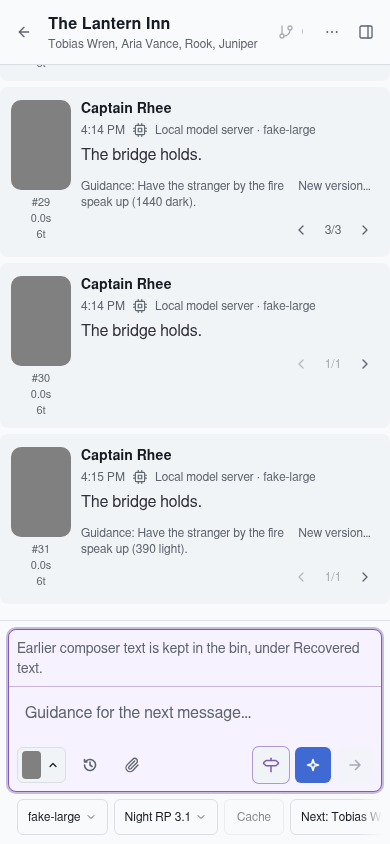 The Lantern Inn
Tobias Wren, Aria Vance, Rook, Juniper
6t
Captain Rhee
4:14 PM Local model server · fake-large
The bridge holds.
Guidance: Have the stranger by the fire speak up (1440 dark).
New version...
#29
0.0s
6t
3/3
Captain Rhee
4:14 PM Local model server · fake-large
The bridge holds.
#30
0.0s
6t
1/1
Captain Rhee
4:15 PM Local model server · fake-large
The bridge holds.
Guidance: Have the stranger by the fire speak up (390 light).
New version...
#31
0.0s
6t
1/1
Earlier composer text is kept in the bin, under Recovered
text.
Guidance for the next message...
fake-large Night RP 3.1 Cache Next: Tobias W